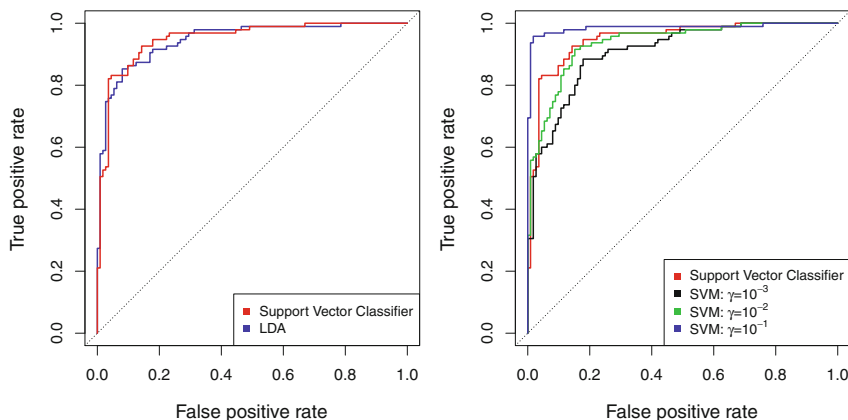 True positive rate
1.0
0.8
0.6
0.4
0.2
0.0
Support Vector Classifier
LDA
0.0 0.2 0.4 0.6 0.8 1.0
False positive rate
True positive rate
1.0
0.8
0.6
0.4
0.2
0.0
Support Vector Classifier
SVM: γ=10⁻³
SVM: γ=10⁻²
SVM: γ=10⁻¹
0.0 0.2 0.4 0.6 0.8 1.0
False positive rate